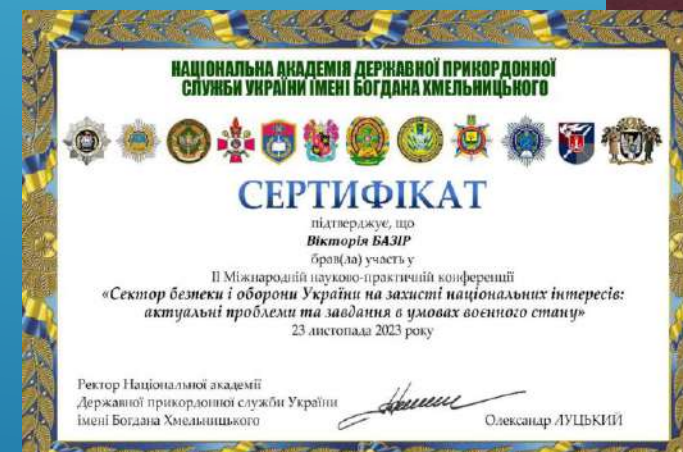 НАЦІОНАЛЬНА АКАДЕМІЯ ДЕРЖАВНОЇ ПРИКОРДОННОЇ
СЛУЖБИ УКРАЇНИ ІМЕНІ БОГДАНА ХМЕЛЬНИЦЬКОГО
СЕРТИФІКАТ
підтверджує, що
Вікторія БАЗІР
брав(ла) участь у
ІІ Міжнародній науково-практичній конференції
«Сектор безпеки і оборони України на захисті національних інтересів:
актуальні проблеми та завдання в умовах воєнного стану»
23 листопада 2023 року
Ректор Національної академії
Державної прикордонної служби України
імені Богдана Хмельницького
Олександр ЛУЦЬКИЙ